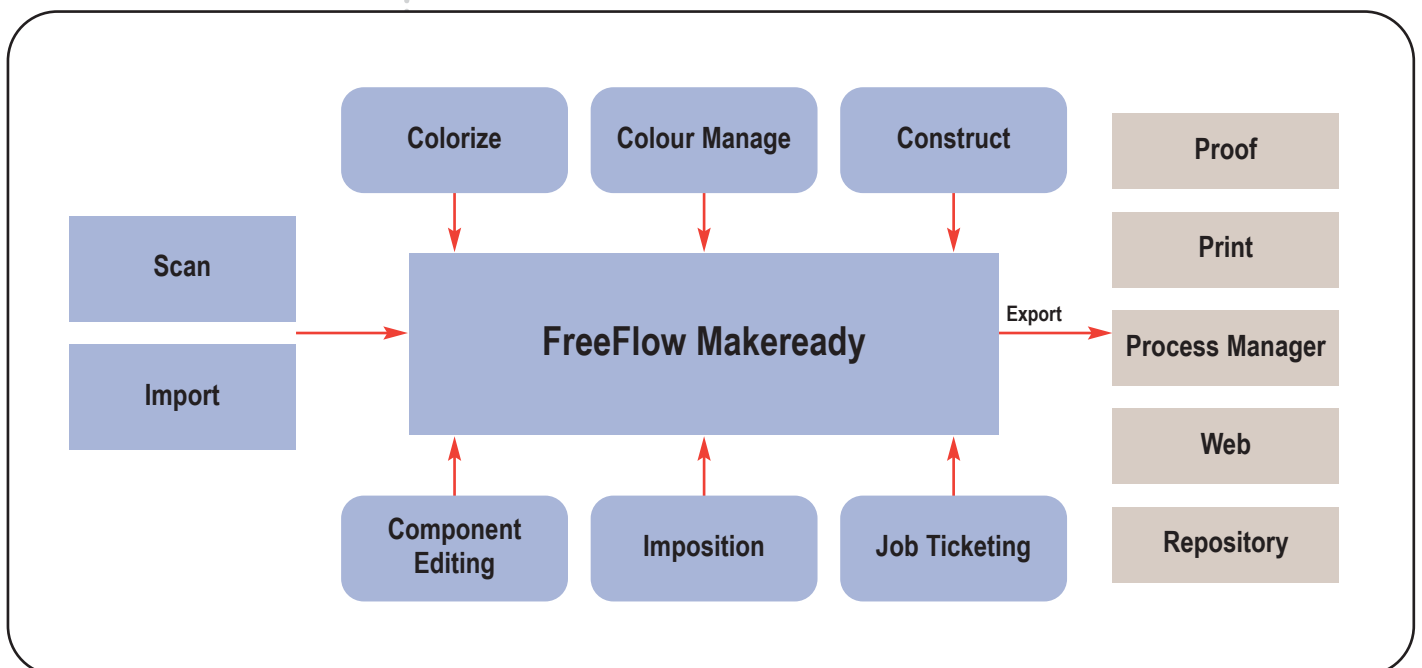 Colorize
Colour Manage
Construct
Proof
Scan
Print
Import
FreeFlow Makeready
Export
Process Manager
Web
Component
Editing
Imposition
Job Ticketing
Repository